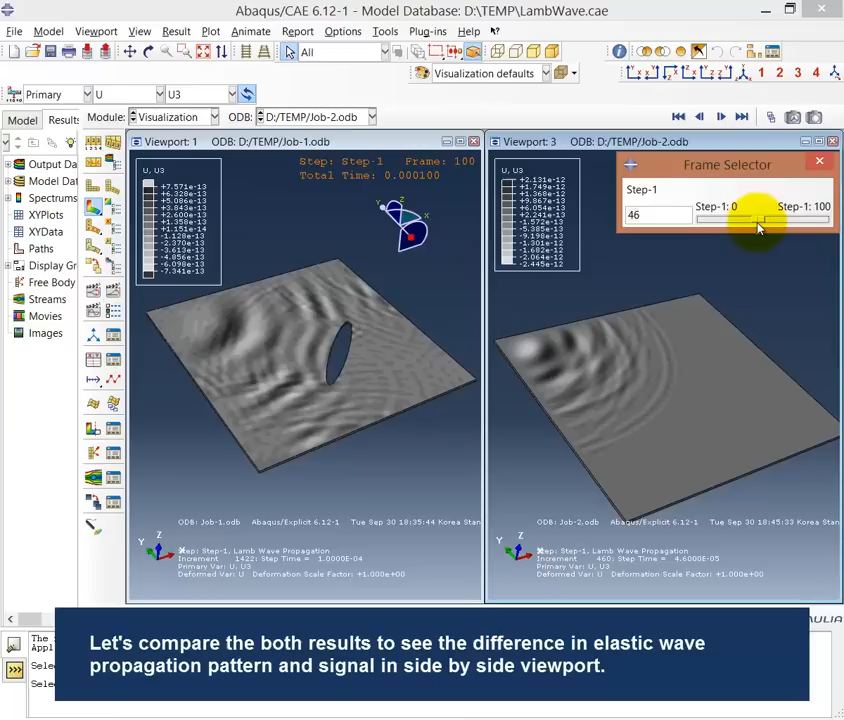 Abaqus/CAE 6.12-1 - Model Database: D:\TEMP\LambWave.cae
File Model Viewport View Result Plot Animate Report Options Tools Plug-ins Help
All
Visualization defaults
1 2 3 4
Primary U U3
Model Results
Module: Visualization ODB: D:/TEMP/Job-2.odb
Output Da
Model Dat
Spectrums
XYPlots
XYData
Paths
Display Gr
Free Body
Streams
Movies
Images
Viewport: 1 ODB: D:/TEMP/Job-1.odb
Step: Step-1 Frame: 100
Total Time: 0.000100
U, U3
+7.571e-13
+6.329e-13
+5.086e-13
+3.843e-13
+2.600e-13
+1.358e-13
+1.151e-14
-1.128e-13
-2.370e-13
-3.613e-13
-4.856e-13
-6.098e-13
-7.341e-13
Z
X
ODB: Job-1.odb Abaqus/Explicit 6.12-1 Tue Sep 30 18:35:44 Korea Stan
Y Z
Step: Step-1, Lamb Wave Propagation
Increment 1422: Step Time = 1.0000E-04
Primary Var: U, U3
Deformed Var: U Deformation Scale Factor: +1.000e+00
Viewport: 3 ODB: D:/TEMP/Job-2.odb
U, U3
+2.131e-12
+1.749e-12
+1.368e-12
+2.241e-13
-1.572e-13
-5.385e-13
-9.198e-13
-1.301e-12
-1.682e-12
-2.064e-12
-2.445e-12
Frame Selector
Step-1
46 Step-1: 0 Step-1: 100
ODB: Job-2.odb Abaqus/Explicit 6.12-1 Tue Sep 30 18:45:33 Korea Stan
Y Z
Step: Step-1, Lamb Wave Propagation
Increment 460: Step Time = 4.6000E-05
Primary Var: U, U3
Deformed Var: U Deformation Scale Factor: +1.000e+00
The
Appl
Selec
Selec
Let's compare the both results to see the difference in elastic wave
propagation pattern and signal in side by side viewport.